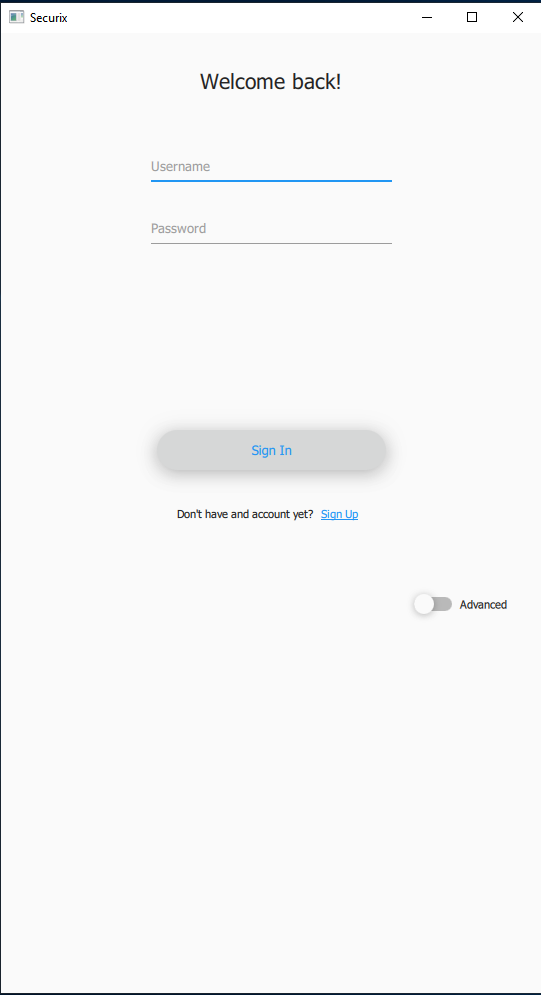 Securix
Welcome back!
Username
Password
Sign In
Don't have and account yet? Sign Up
Advanced